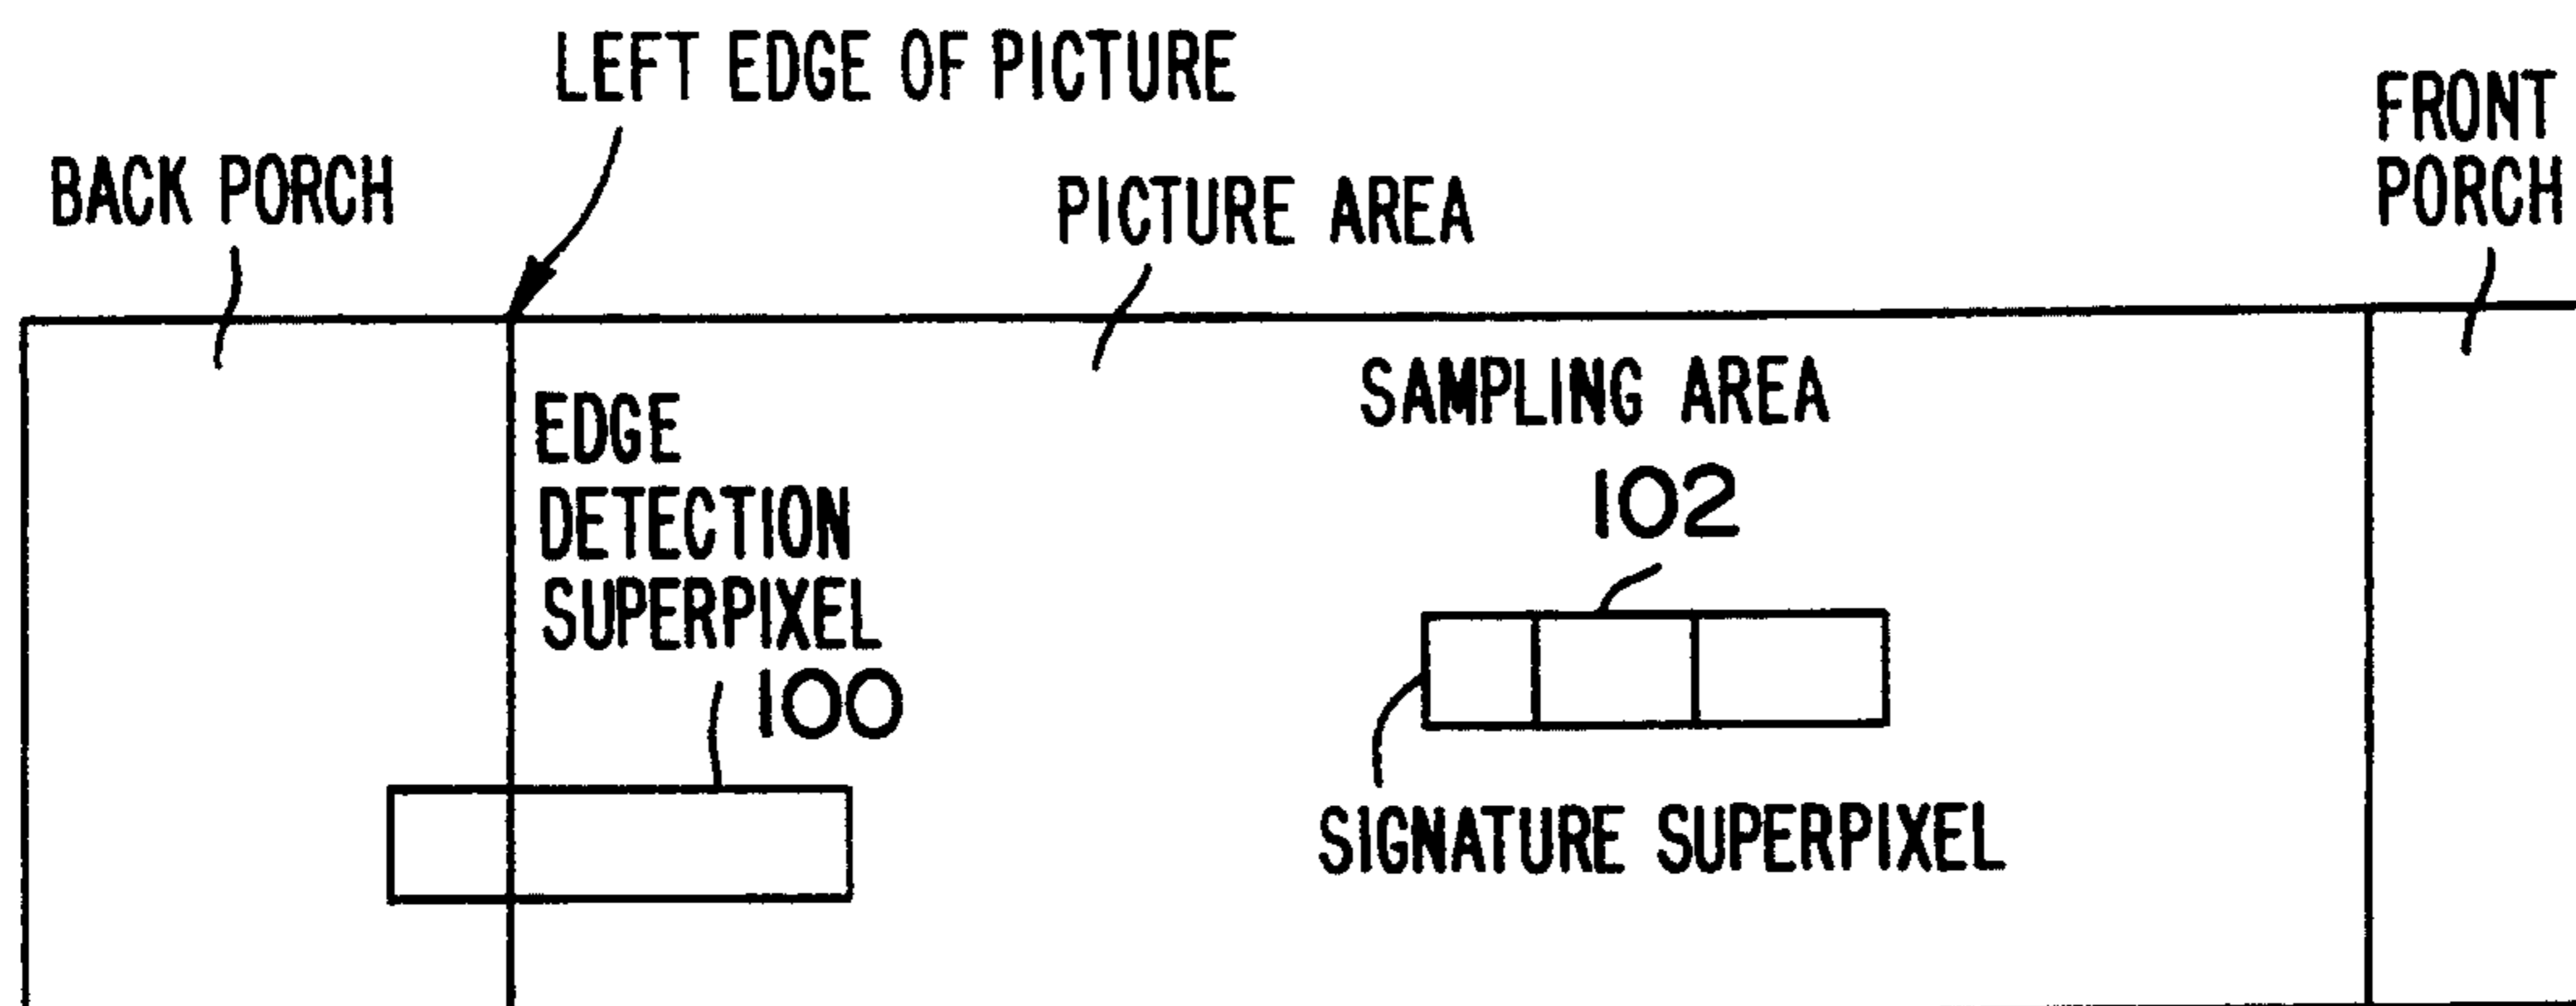 LEFT EDGE OF PICTURE
BACK PORCH
PICTURE AREA
FRONT
PORCH
EDGE
DETECTION
SUPERPIXEL
100
SAMPLING AREA
102
SIGNATURE SUPERPIXEL